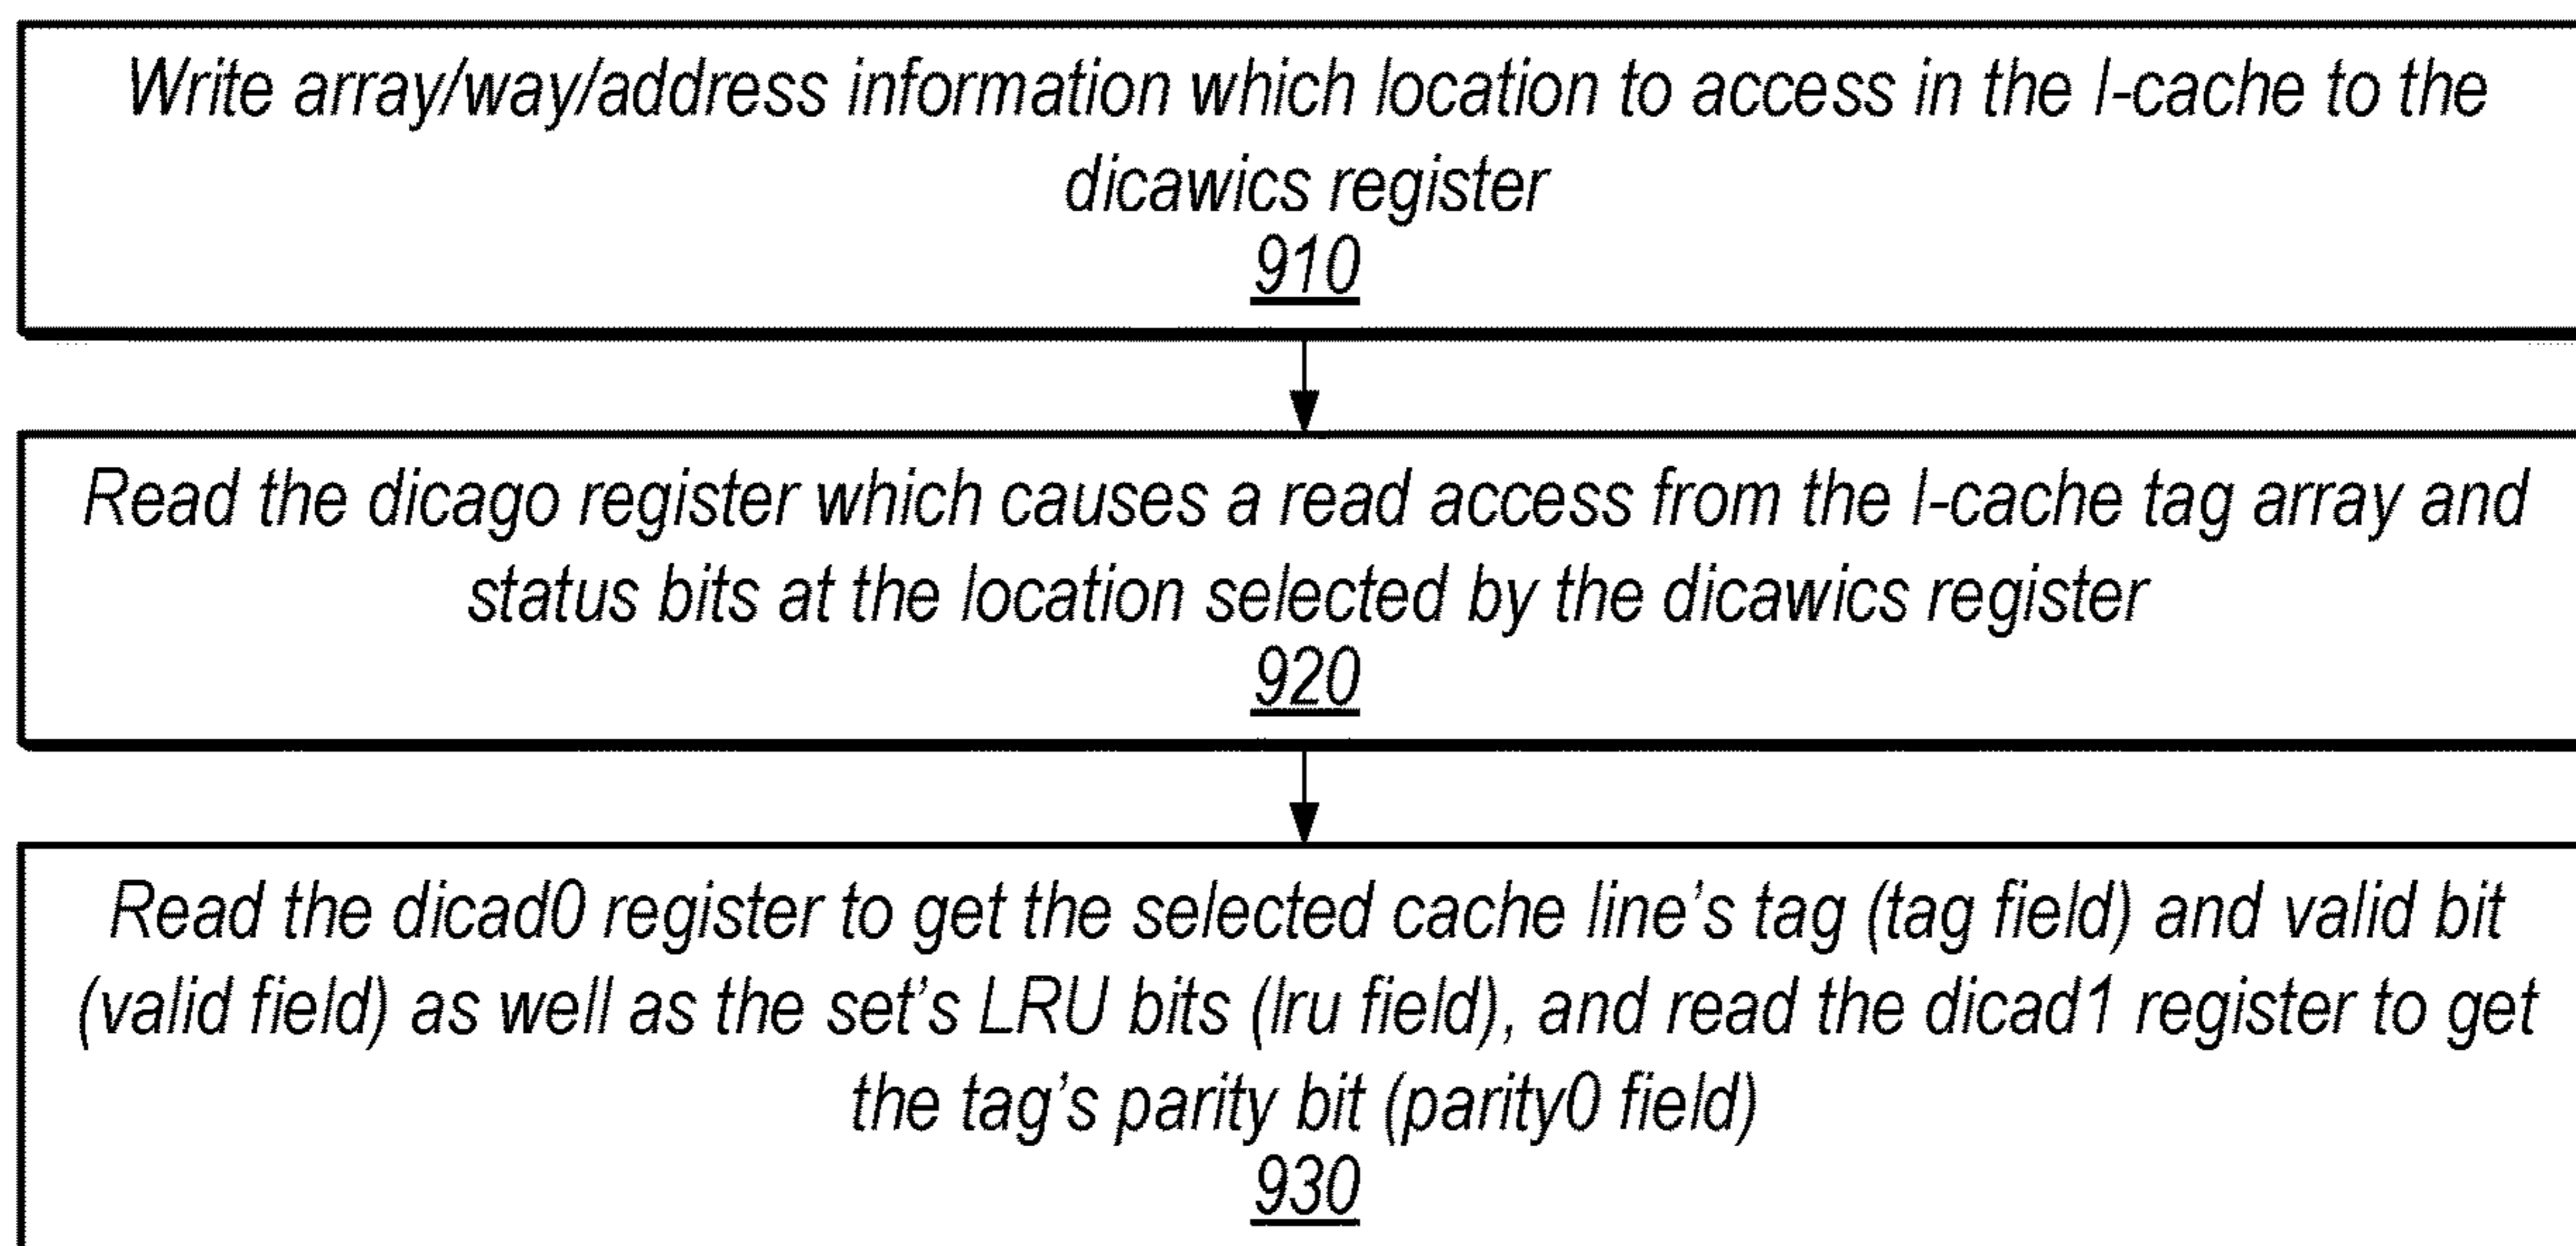 Write array/way/address information which location to access in the I-cache to the
dicawics register
910
Read the dicago register which causes a read access from the I-cache tag array and
status bits at the location selected by the dicawics register
920
Read the dicad0 register to get the selected cache line's tag (tag field) and valid bit
(valid field) as well as the set's LRU bits (lru field), and read the dicad1 register to get
the tag's parity bit (parity0 field)
930